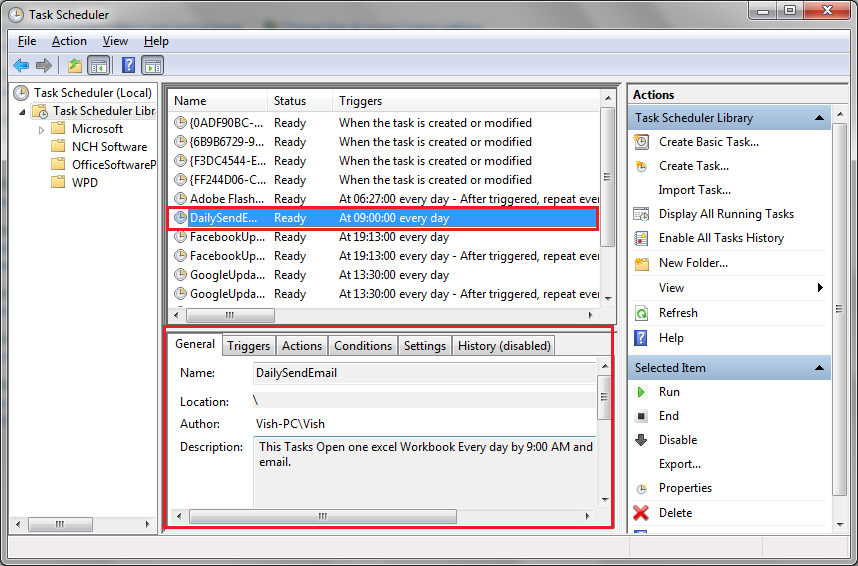 Task Scheduler
File Action View Help
Task Scheduler (Local)
Task Scheduler Libr
Microsoft
NCH Software
OfficeSoftwareP
WPD
Name Status Triggers
{0ADF90BC-... Ready When the task is created or modified
{6B9B6729-9... Ready When the task is created or modified
{F3DC4544-E... Ready When the task is created or modified
{FF244D06-C... Ready When the task is created or modified
Adobe Flash... Ready At 06:27:00 every day - After triggered, repeat eve
DailySendE... Ready At 09:00:00 every day
FacebookUp... Ready At 19:13:00 every day
FacebookUp... Ready At 19:13:00 every day - After triggered, repeat eve
GoogleUpda... Ready At 13:30:00 every day
GoogleUpda... Ready At 13:30:00 every day - After triggered, repeat eve
General Triggers Actions Conditions Settings History (disabled)
Name: DailySendEmail
Location: \
Author: Vish-PC\Vish
Description: This Tasks Open one excel Workbook Every day by 9:00 AM and
email.
Actions
Task Scheduler Library
Create Basic Task...
Create Task...
Import Task...
Display All Running Tasks
Enable All Tasks History
New Folder...
View
Refresh
Help
Selected Item
Run
End
Disable
Export...
Properties
Delete